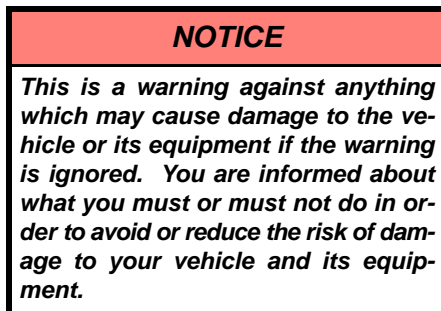 NOTICE
This is a warning against anything
which may cause damage to the ve-
hicle or its equipment if the warning
is ignored.  You are informed about
what you must or must not do in or-
der to avoid or reduce the risk of dam-
age to your vehicle and its equip-
ment.